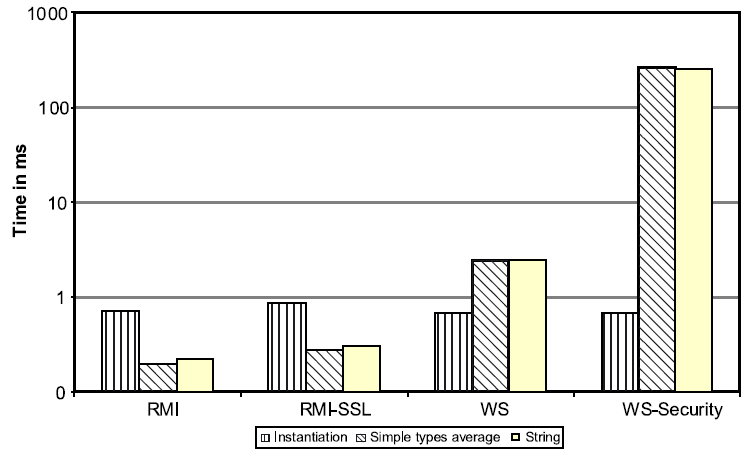 1000
100
10
1
0
Time in ms
RMI
RMI-SSL
WS
WS-Security
Instantiation
Simple types average
String